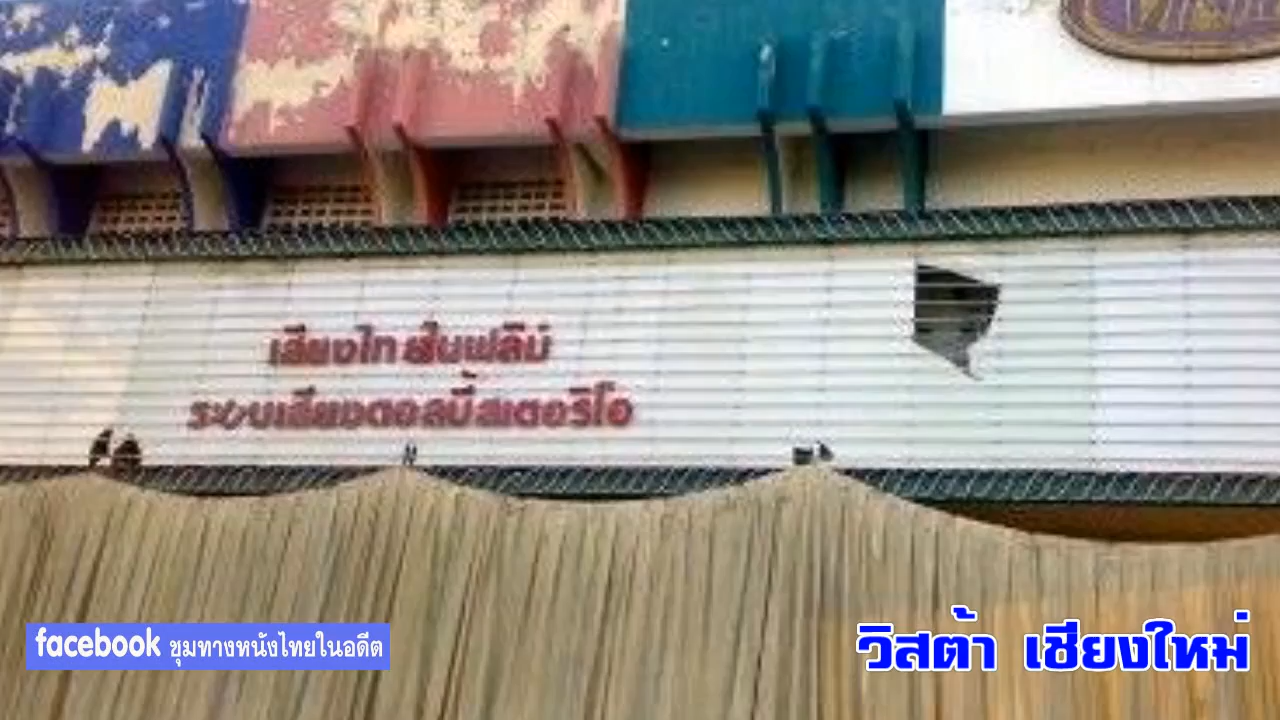 เสียงไทยในฟลิม์
ระบบเสียงดอลบี้สเตอริโอ
facebook ขุมทางหนังไทยในอดีต
วิสต้า เชียงใหม่